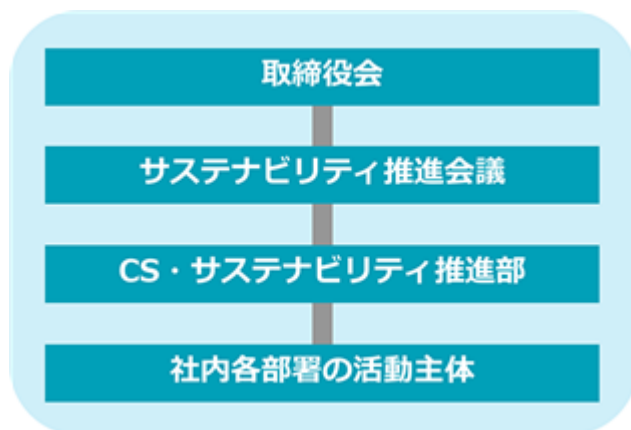 取締役会
サステナビリティ推進会議
CS・サステナビリティ推進部
社内各部署の活動主体